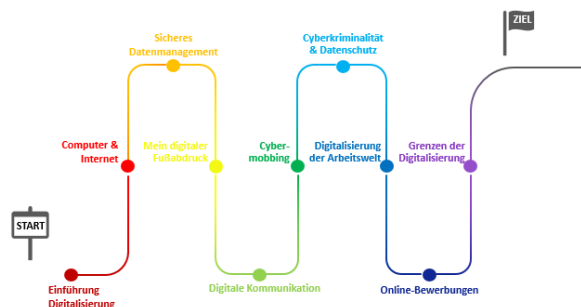 START
Einführung
Digitalisierung
Computer &
Internet
Sicheres
Datenmanagement
Mein digitaler
Fußabdruck
Digitale Kommunikation
Cyber-
mobbing
Cyberkriminalität
& Datenschutz
Digitalisierung
der Arbeitswelt
Online-Bewerbungen
Grenzen der
Digitalisierung
ZIEL